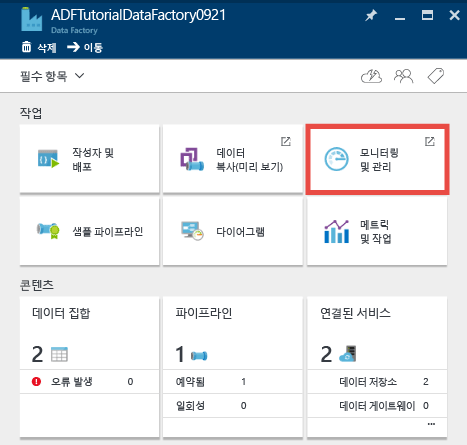 ADFTutorialDataFactory0921
Data Factory
삭제 이동
필수 항목
작업
작성자 및
배포
데이터
복사(미리 보기)
모니터링
및 관리
샘플 파이프라인
다이어그램
메트릭
및 작업
콘텐츠
데이터 집합
2
오류 발생 0
파이프라인
1
예약됨 1
일회성 0
연결된 서비스
2
데이터 저장소 2
데이터 게이트웨이 0
...